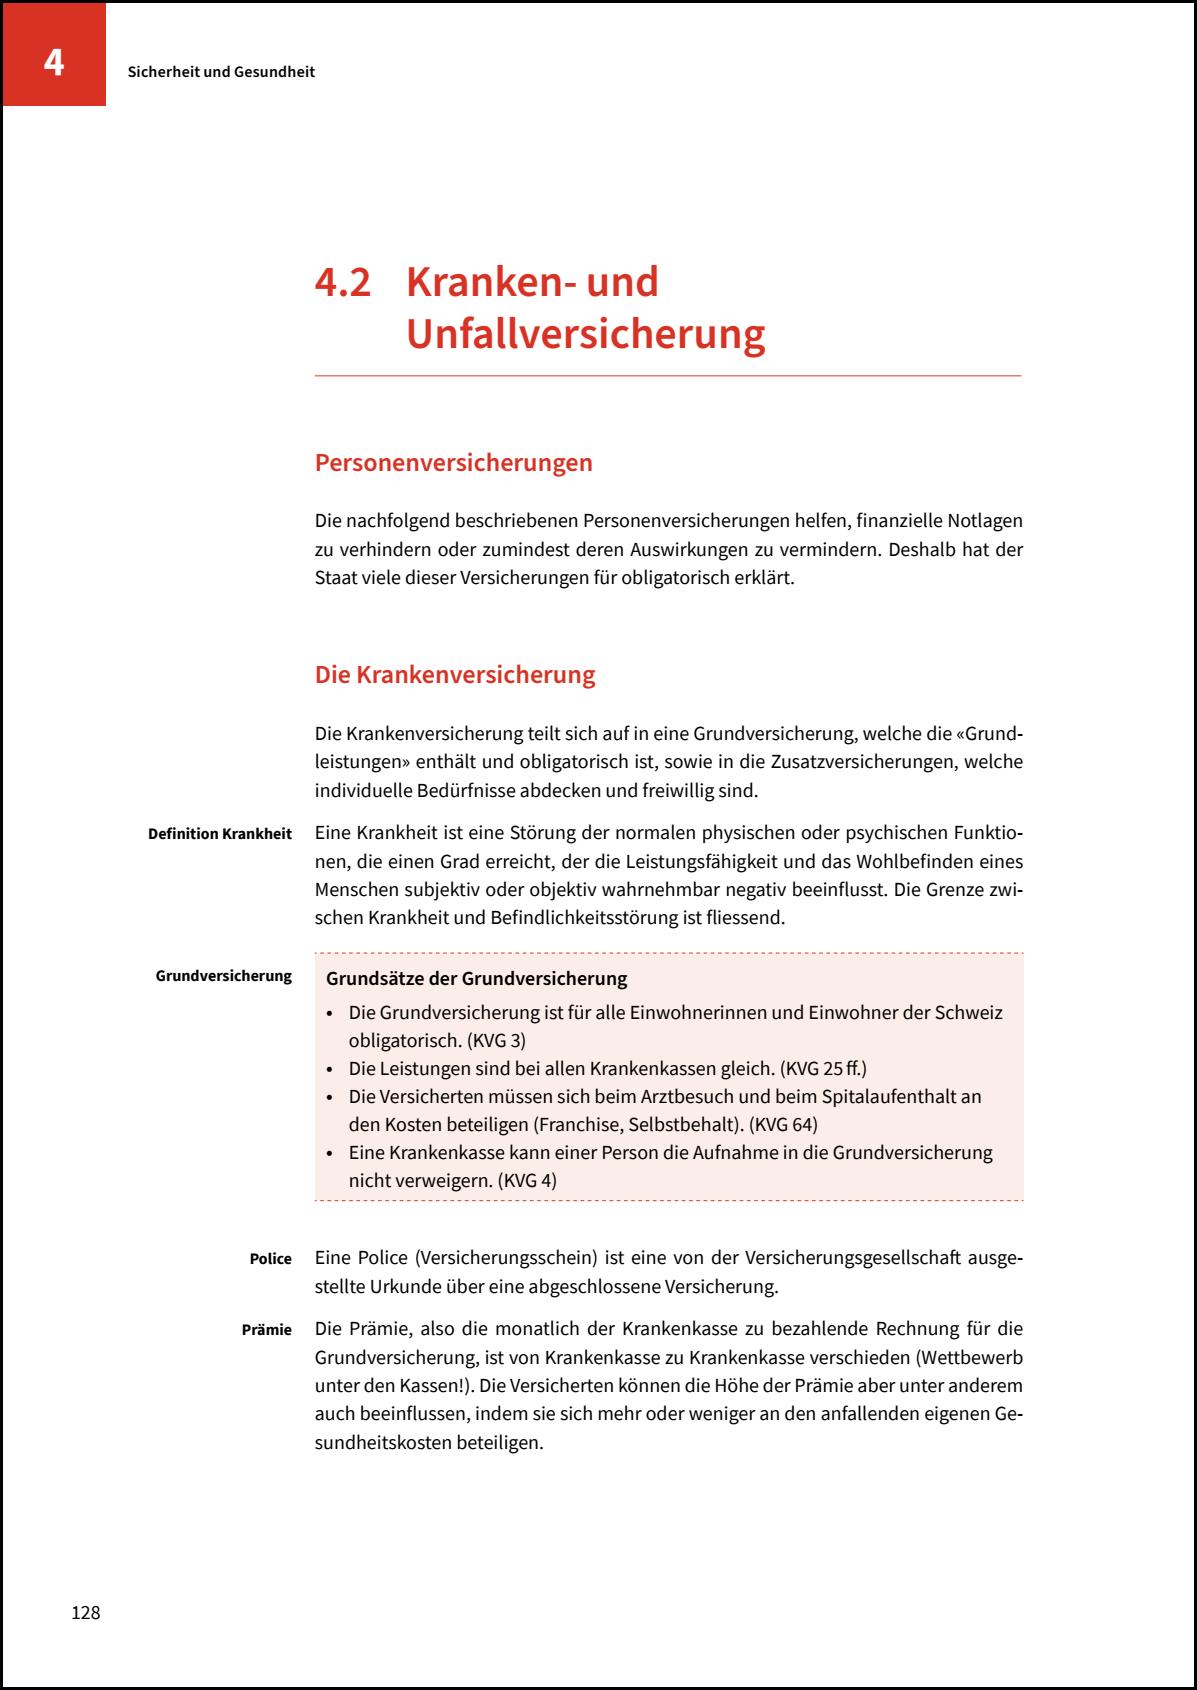 4
Sicherheit und Gesundheit
4.2 Kranken- und
Unfallversicherung
Personenversicherungen
Die nachfolgend beschriebenen Personenversicherungen helfen, finanzielle Notlagen
zu verhindern oder zumindest deren Auswirkungen zu vermindern. Deshalb hat der
Staat viele dieser Versicherungen für obligatorisch erklärt.
Die Krankenversicherung
Die Krankenversicherung teilt sich auf in eine Grundversicherung, welche die «Grund-
leistungen» enthält und obligatorisch ist, sowie in die Zusatzversicherungen, welche
individuelle Bedürfnisse abdecken und freiwillig sind.
Definition Krankheit
Eine Krankheit ist eine Störung der normalen physischen oder psychischen Funktio-
nen, die einen Grad erreicht, der die Leistungsfähigkeit und das Wohlbefinden eines
Menschen subjektiv oder objektiv wahrnehmbar negativ beeinflusst. Die Grenze zwi-
schen Krankheit und Befindlichkeitsstörung ist fliessend.
Grundversicherung
Grundsätze der Grundversicherung
• Die Grundversicherung ist für alle Einwohnerinnen und Einwohner der Schweiz
obligatorisch. (KVG 3)
• Die Leistungen sind bei allen Krankenkassen gleich. (KVG 25 ff.)
• Die Versicherten müssen sich beim Arztbesuch und beim Spitalaufenthalt an
den Kosten beteiligen (Franchise, Selbstbehalt). (KVG 64)
• Eine Krankenkasse kann einer Person die Aufnahme in die Grundversicherung
nicht verweigern. (KVG 4)
Police
Eine Police (Versicherungsschein) ist eine von der Versicherungsgesellschaft ausge-
stellte Urkunde über eine abgeschlossene Versicherung.
Prämie
Die Prämie, also die monatlich der Krankenkasse zu bezahlende Rechnung für die
Grundversicherung, ist von Krankenkasse zu Krankenkasse verschieden (Wettbewerb
unter den Kassen!). Die Versicherten können die Höhe der Prämie aber unter anderem
auch beeinflussen, indem sie sich mehr oder weniger an den anfallenden eigenen Ge-
sundheitskosten beteiligen.
128